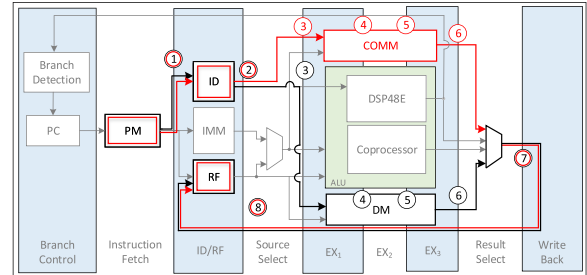 3
4
5
6
COMM
1
2
3
Branch
Detection
ID
DSP48E
PC
PM
IMM
Coprocessor
7
RF
ALU
8
4
5
6
DM
Branch
Control
Instruction
Fetch
ID/RF
Source
Select
EX1
EX2
EX3
Result
Select
Write
Back